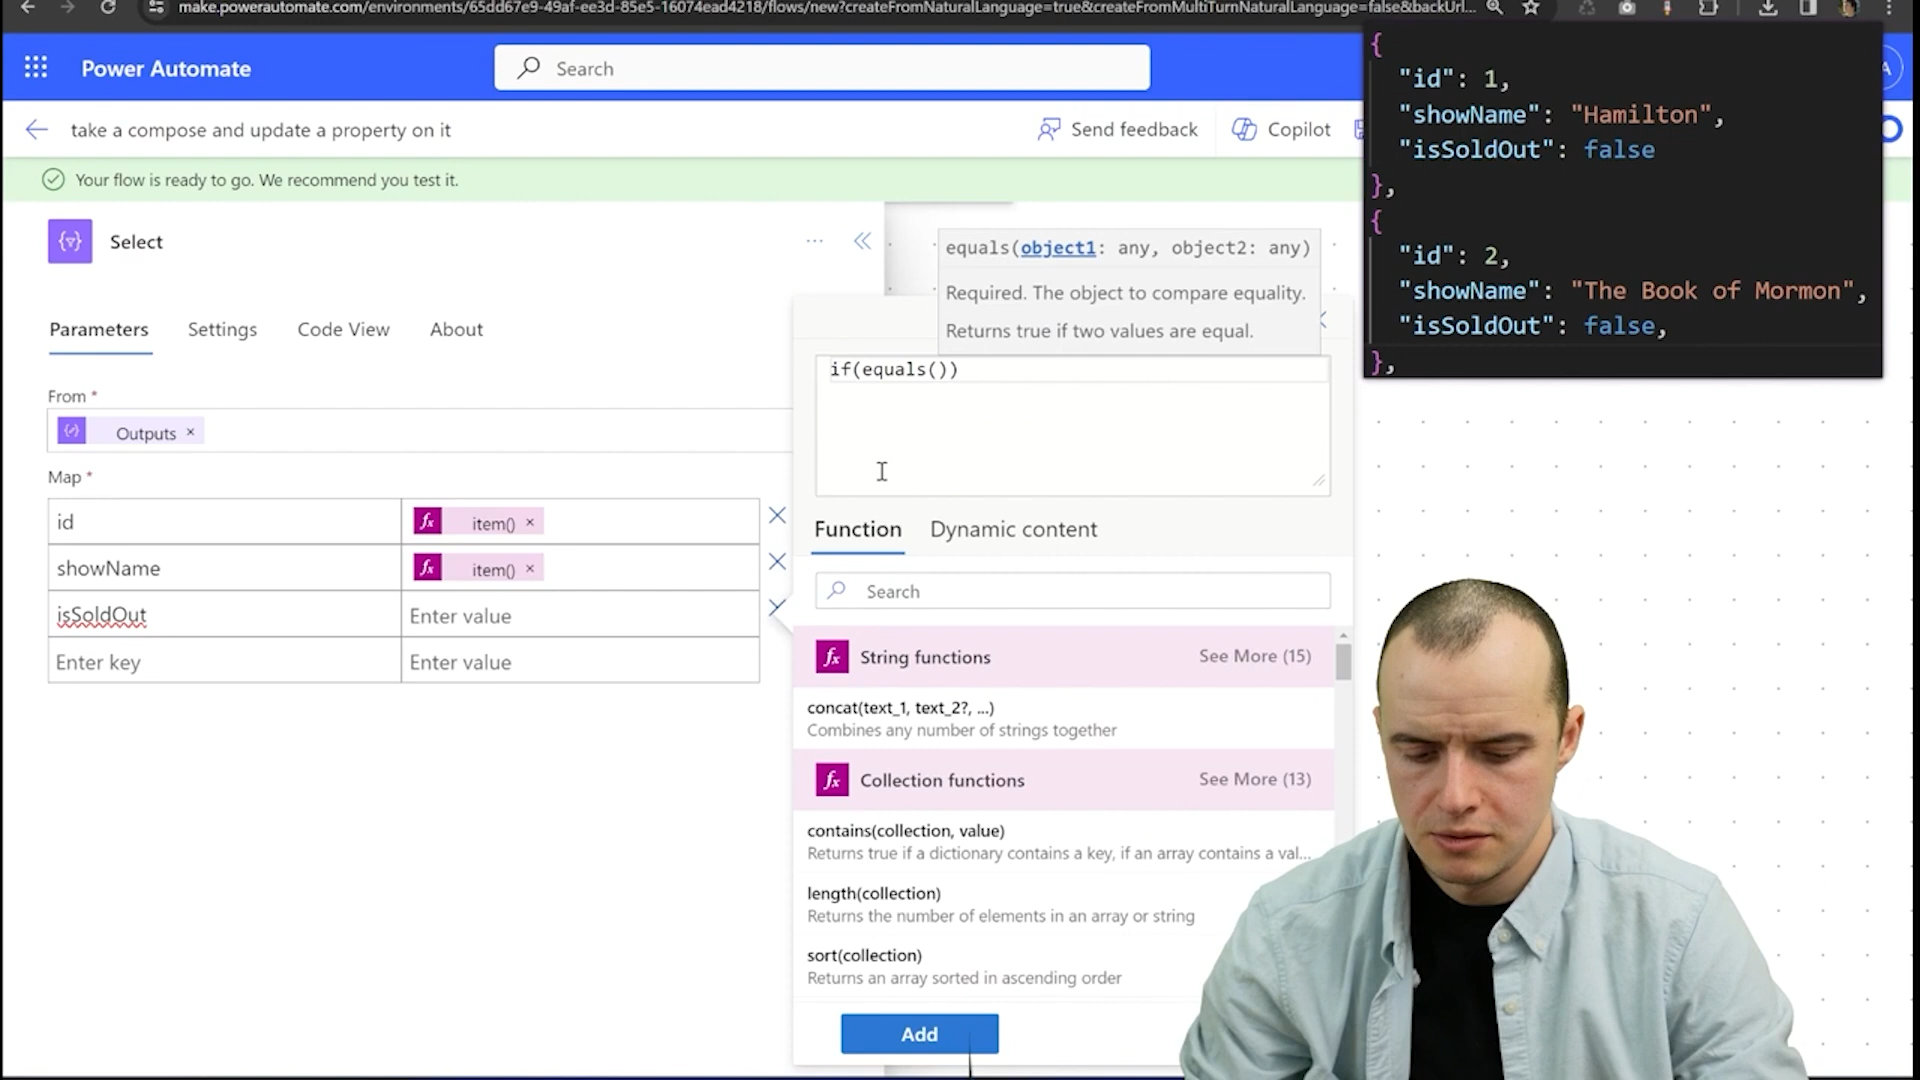 make.powerautomate.com/environments/65dd67e9-49af-ee3d-85e5-16074ead4218/flows/new?createFromNaturalLanguage=true&createFromMultiTurnNaturalLanguage=false&backUrl...
Power Automate
Search
A
take a compose and update a property on it
Send feedback
Copilot
Your flow is ready to go. We recommend you test it.
Select
...
Parameters
Settings
Code View
About
From *
Outputs ×
Map *
id
fx item() ×
showName
fx item() ×
isSoldOut
Enter value
Enter key
Enter value
equals(object1: any, object2: any)
Required. The object to compare equality.
Returns true if two values are equal.
if(equals())
Function
Dynamic content
Search
fx String functions
See More (15)
concat(text_1, text_2?, ...)
Combines any number of strings together
fx Collection functions
See More (13)
contains(collection, value)
Returns true if a dictionary contains a key, if an array contains a val...
length(collection)
Returns the number of elements in an array or string
sort(collection)
Returns an array sorted in ascending order
Add
{
"id": 1,
"showName": "Hamilton",
"isSoldOut": false
},
{
"id": 2,
"showName": "The Book of Mormon",
"isSoldOut": false,
},